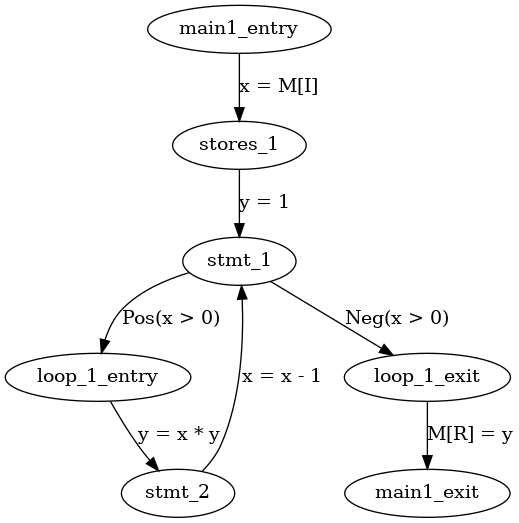 main1_entry
x = M[I]
stores_1
y = 1
stmt_1
Pos(x > 0)
Neg(x > 0)
loop_1_entry
x = x - 1
loop_1_exit
y = x * y
M[R] = y
stmt_2
main1_exit